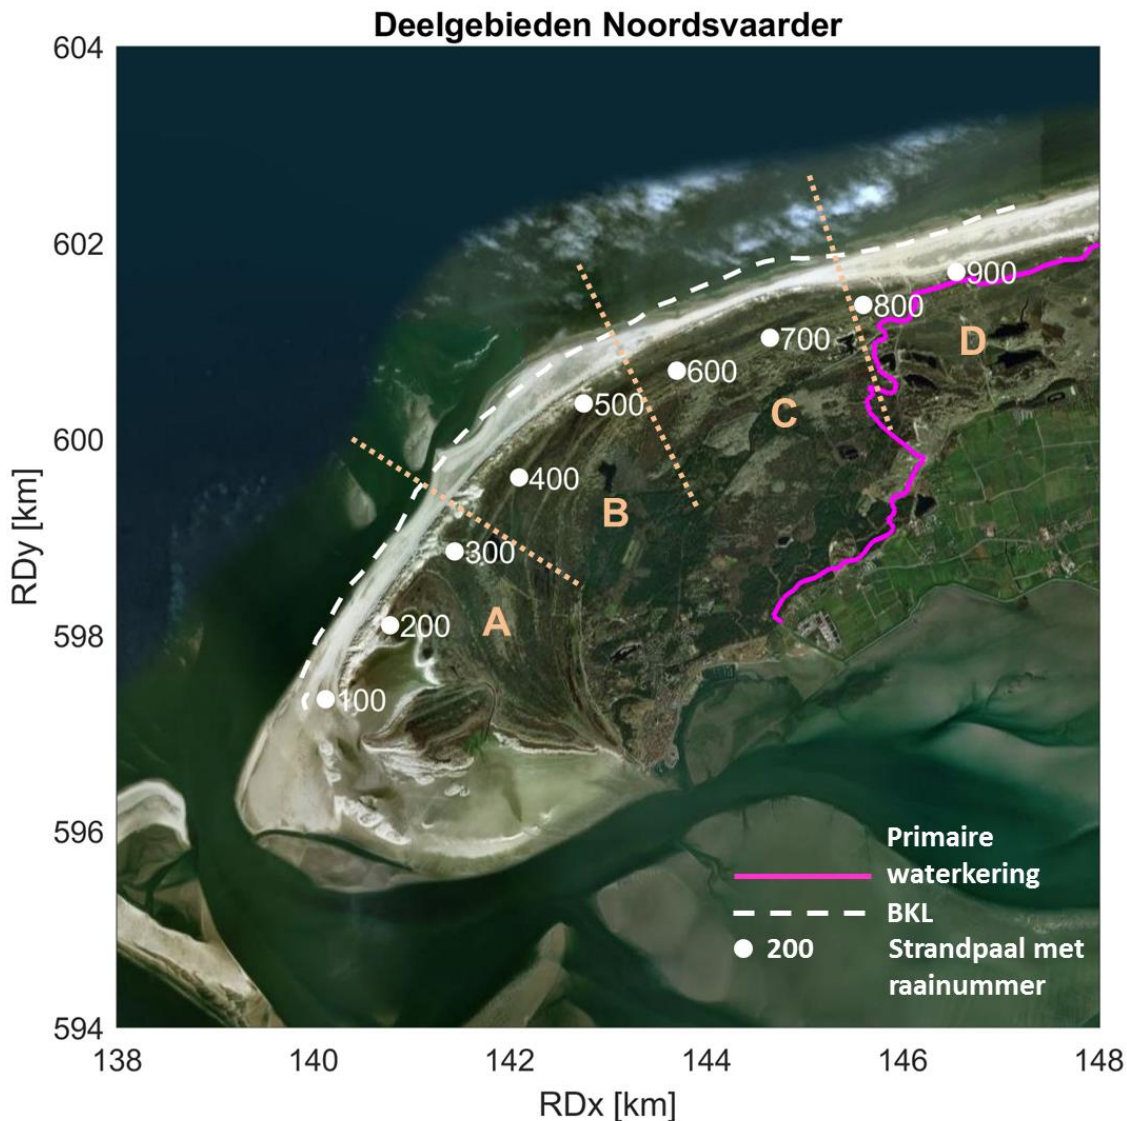 Deelgebieden Noordsvaarder
604
602
600
598
596
594
RDy [km]
138
140
142
144
146
148
RDx [km]
900
800
D
700
600
C
500
400
B
300
A
200
100
Primaire
waterkering
BKL
200 Strandpaal met
raainummer